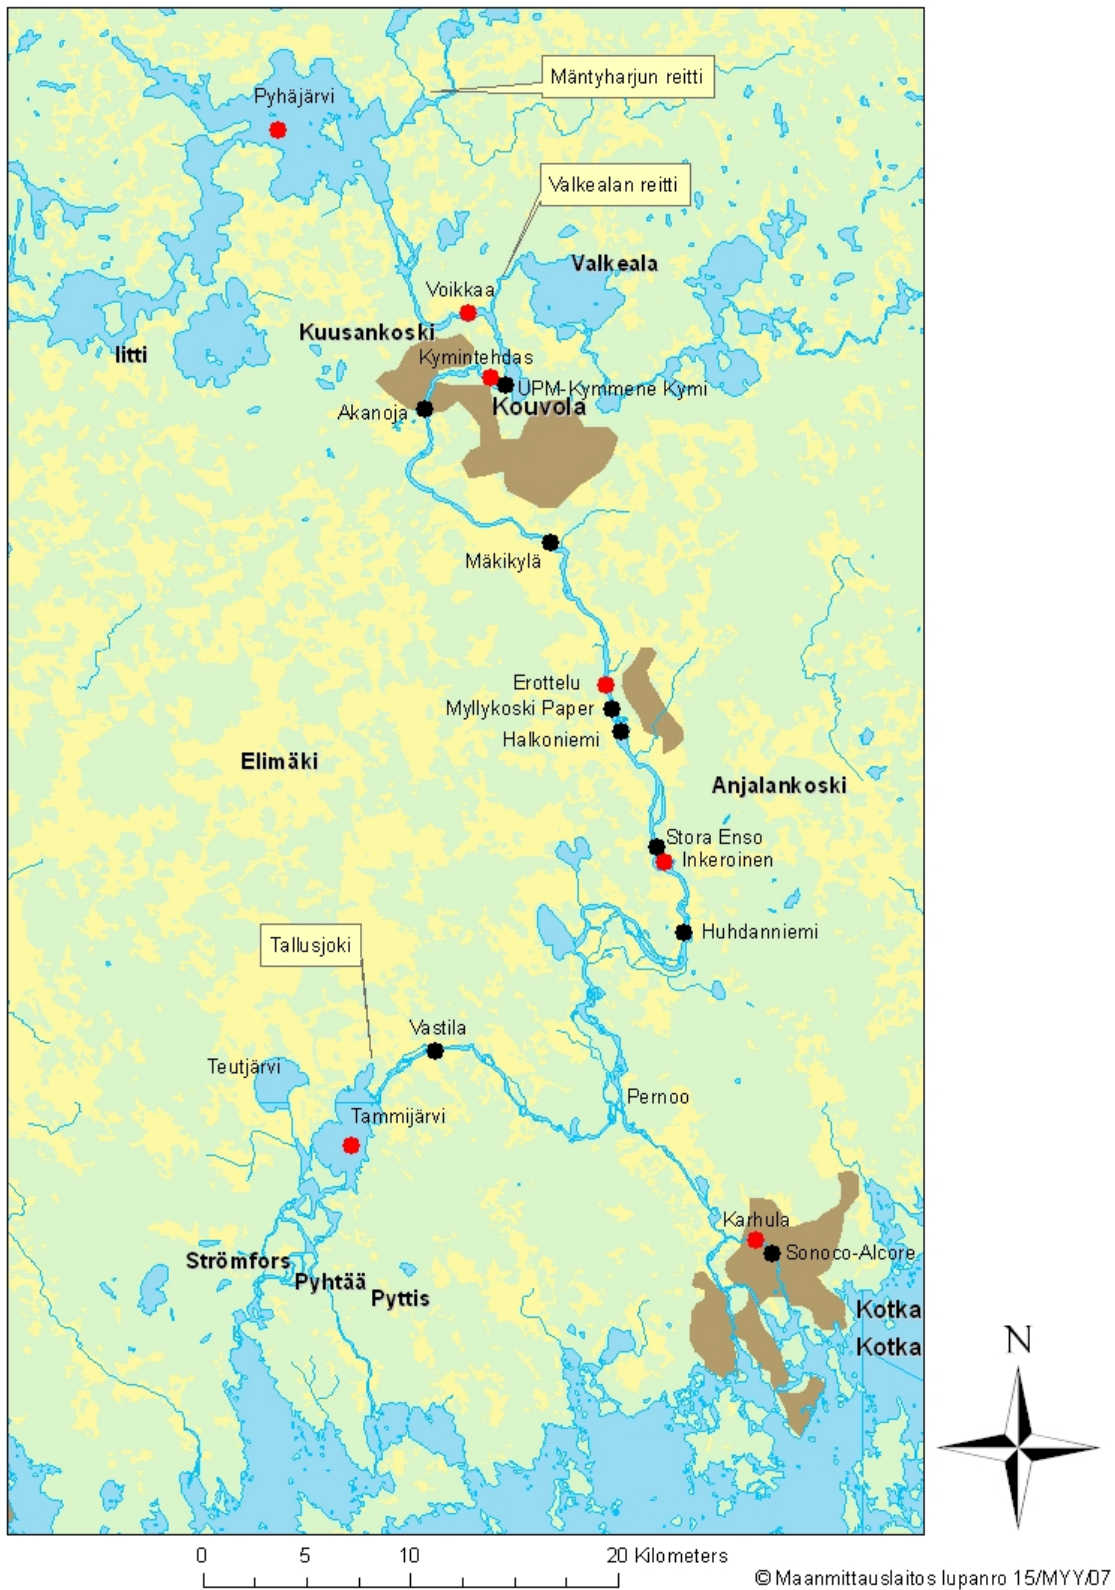 Mäntyharjun reitti
Pyhäjärvi
Valkealan reitti
Valkeala
Voikkaa
Kuusankoski
Iitti
Kymintehdas
UPM-Kymmene Kymi
Kouvola
Akanoja
Mäkikylä
Erottelu
Myllykoski Paper
Halkoniemi
Elimäki
Anjalankoski
Stora Enso
Inkeroinen
Huhdanniemi
Tallusjoki
Vastila
Teutjärvi
Pernoo
Tammijärvi
Karhula
Sonoco-Alcore
Strömfors
Pyhtää
Pyttis
Kotka
Kotka
N
0 5 10 20 Kilometers
© Maanmittauslaitos lupanro 15/MYY/07